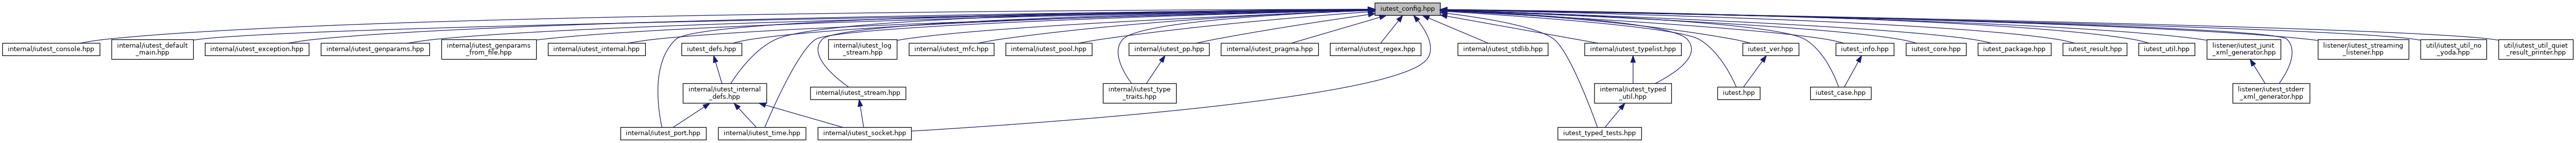 iutest_config.hpp
internal/iutest_console.hpp
internal/iutest_default
_main.hpp
internal/iutest_exception.hpp
internal/iutest_genparams.hpp
internal/iutest_genparams
_from_file.hpp
internal/iutest_internal.hpp
iutest_defs.hpp
internal/iutest_log
_stream.hpp
internal/iutest_mfc.hpp
internal/iutest_pool.hpp
internal/iutest_pp.hpp
internal/iutest_pragma.hpp
internal/iutest_regex.hpp
internal/iutest_stdlib.hpp
internal/iutest_typelist.hpp
iutest_ver.hpp
iutest_info.hpp
iutest_core.hpp
iutest_package.hpp
iutest_result.hpp
iutest_util.hpp
listener/iutest_junit
_xml_generator.hpp
listener/iutest_streaming
_listener.hpp
util/iutest_util_no
_yoda.hpp
util/iutest_util_quiet
_result_printer.hpp
internal/iutest_internal
_defs.hpp
internal/iutest_stream.hpp
internal/iutest_type
_traits.hpp
internal/iutest_typed
_util.hpp
iutest.hpp
iutest_case.hpp
listener/iutest_stderr
_xml_generator.hpp
internal/iutest_port.hpp
internal/iutest_time.hpp
internal/iutest_socket.hpp
iutest_typed_tests.hpp